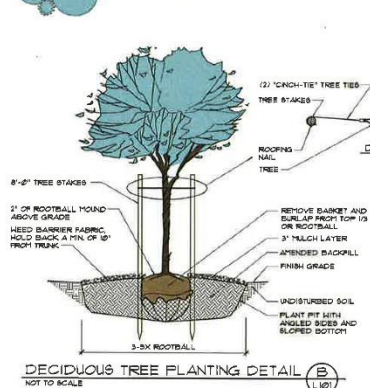 (2) "CINCH-TIE" TREE TIES
TREE STAKES
ROOFING
NAIL
TREE
8'-0" TREE STAKES
2" OF ROOTBALL MOUND
ABOVE GRADE
WEED BARRIER FABRIC,
HOLD BACK A MIN. OF 10"
FROM TRUNK
REMOVE BASKET AND
BURLAP FROM TOP 1/3
OF ROOTBALL
3" MULCH LAYER
AMENDED BACKFILL
FINISH GRADE
UNDISTURBED SOIL
PLANT PIT WITH
ANGLED SIDES AND
SLOPED BOTTOM
3-5X ROOTBALL
DECIDUOUS TREE PLANTING DETAIL B
NOT TO SCALE
L101